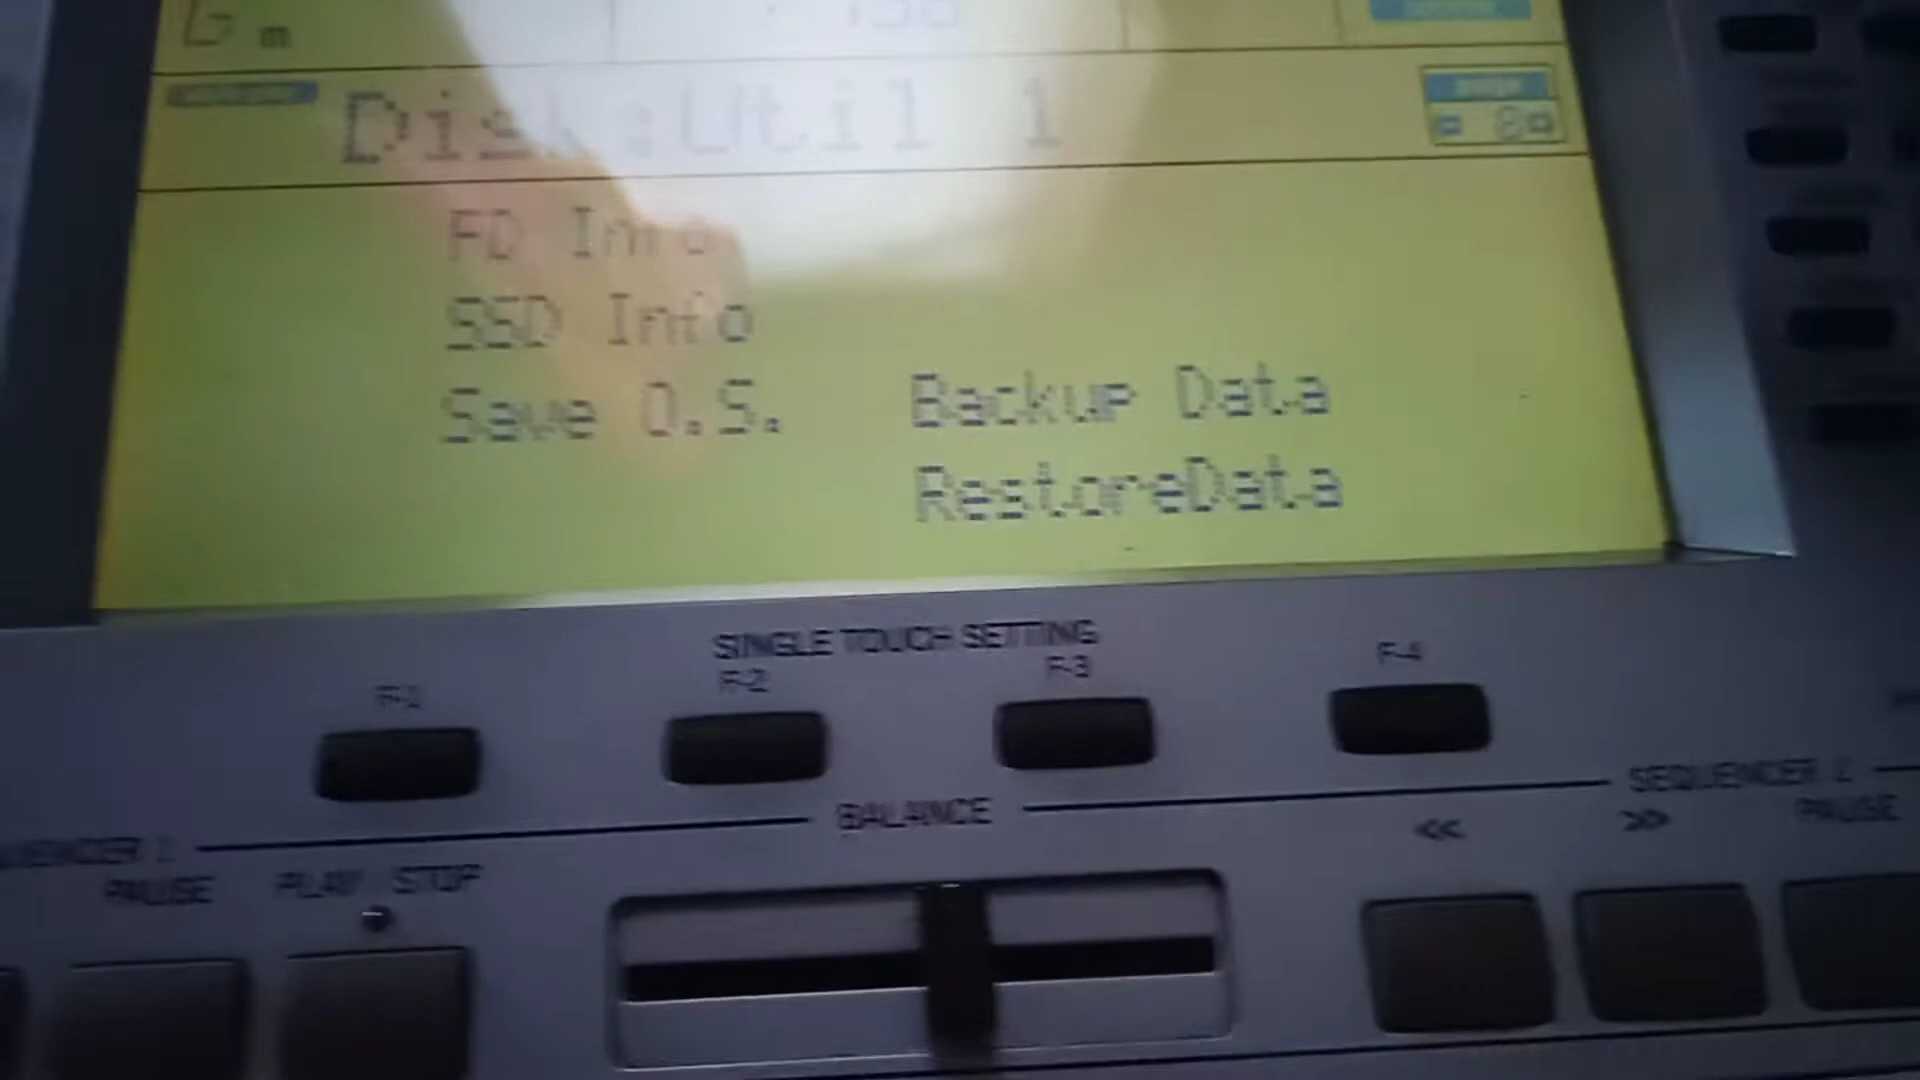 G m
Disk:Util 1
8
FD Info
SSD Info
Save O.S. Backup Data
RestoreData
SINGLE TOUCH SETTING
F-1 F-2 F-3 F-4
BALANCE
SEQUENCER 2
<< >> PAUSE
PAUSE PLAY / STOP